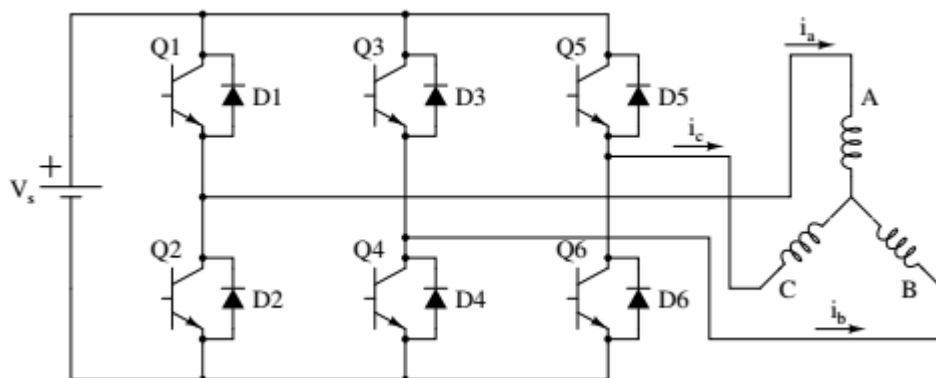 Q1
Q3
Q5
i_a
D1
D3
D5
A
i_c
+
V_s
Q2
Q4
Q6
C
B
D2
D4
D6
i_b